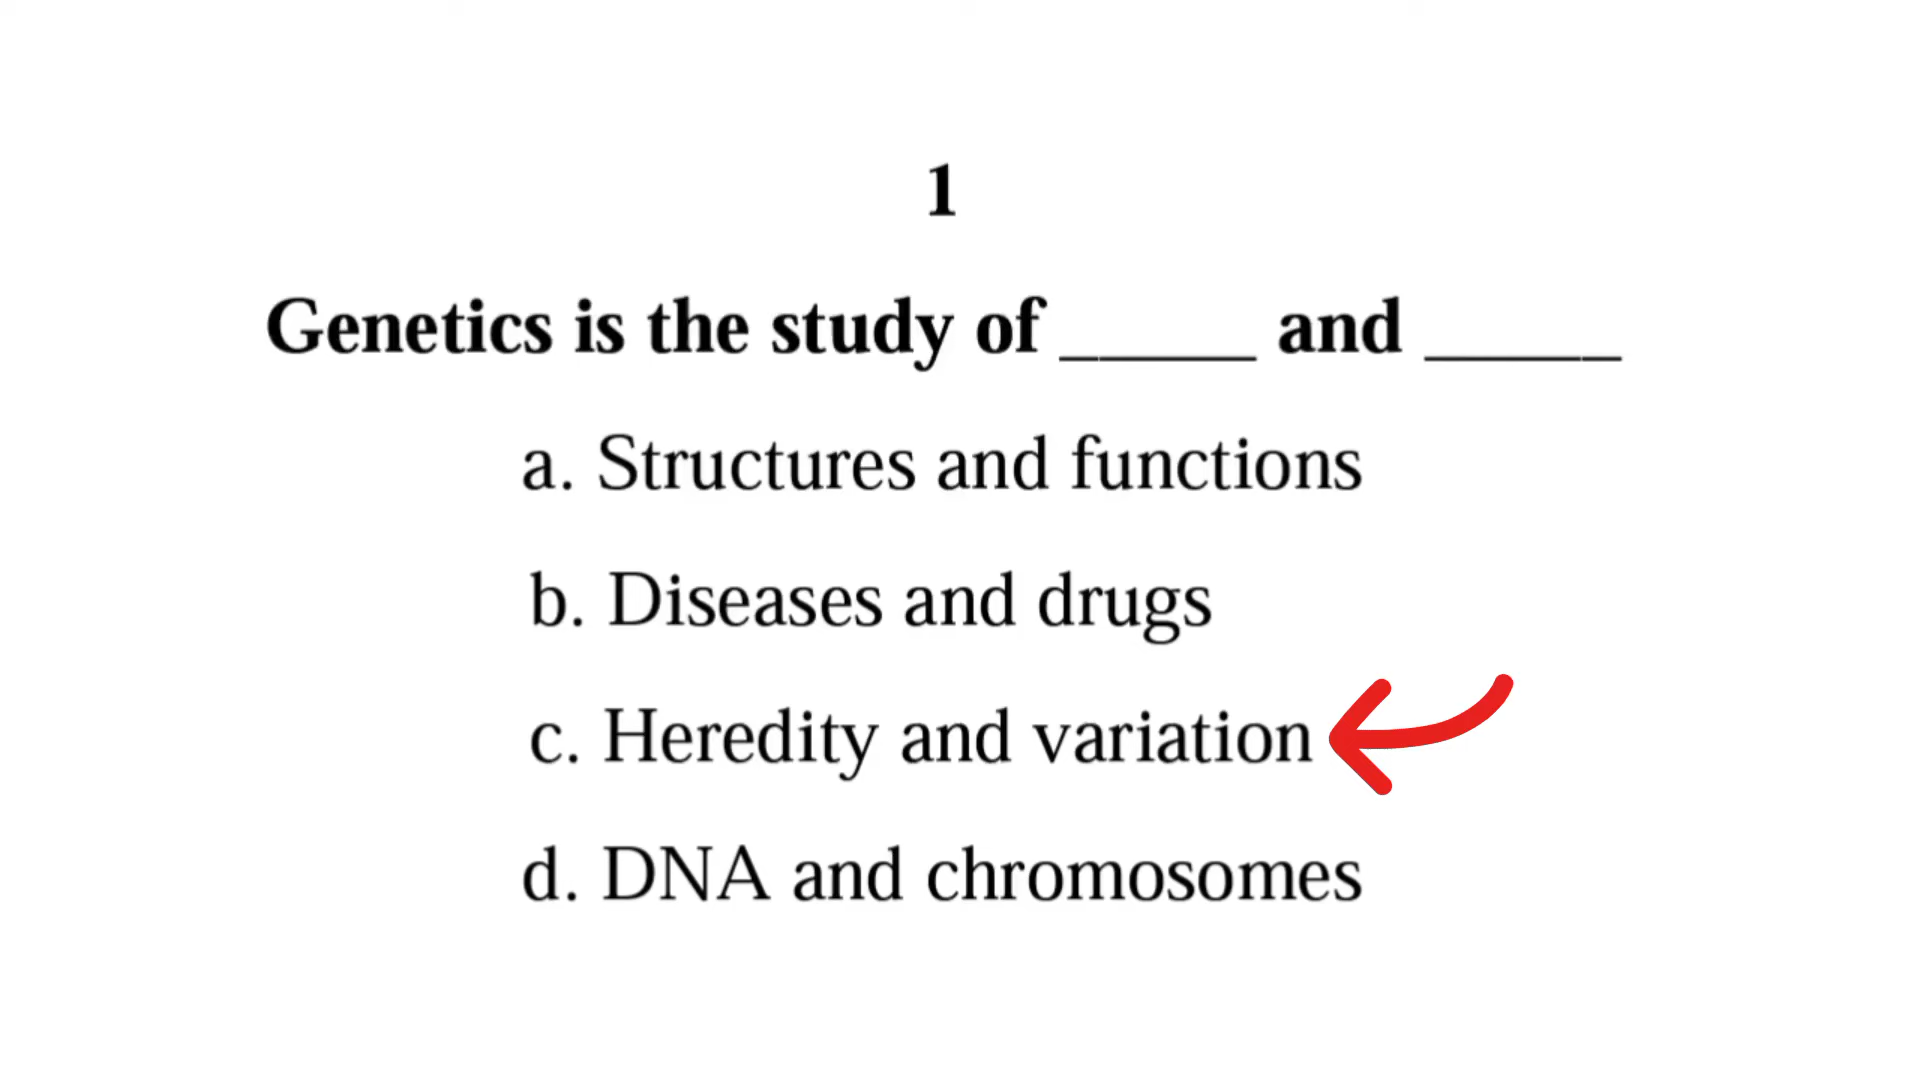 1
Genetics is the study of _____ and _____
a. Structures and functions
b. Diseases and drugs
c. Heredity and variation
d. DNA and chromosomes